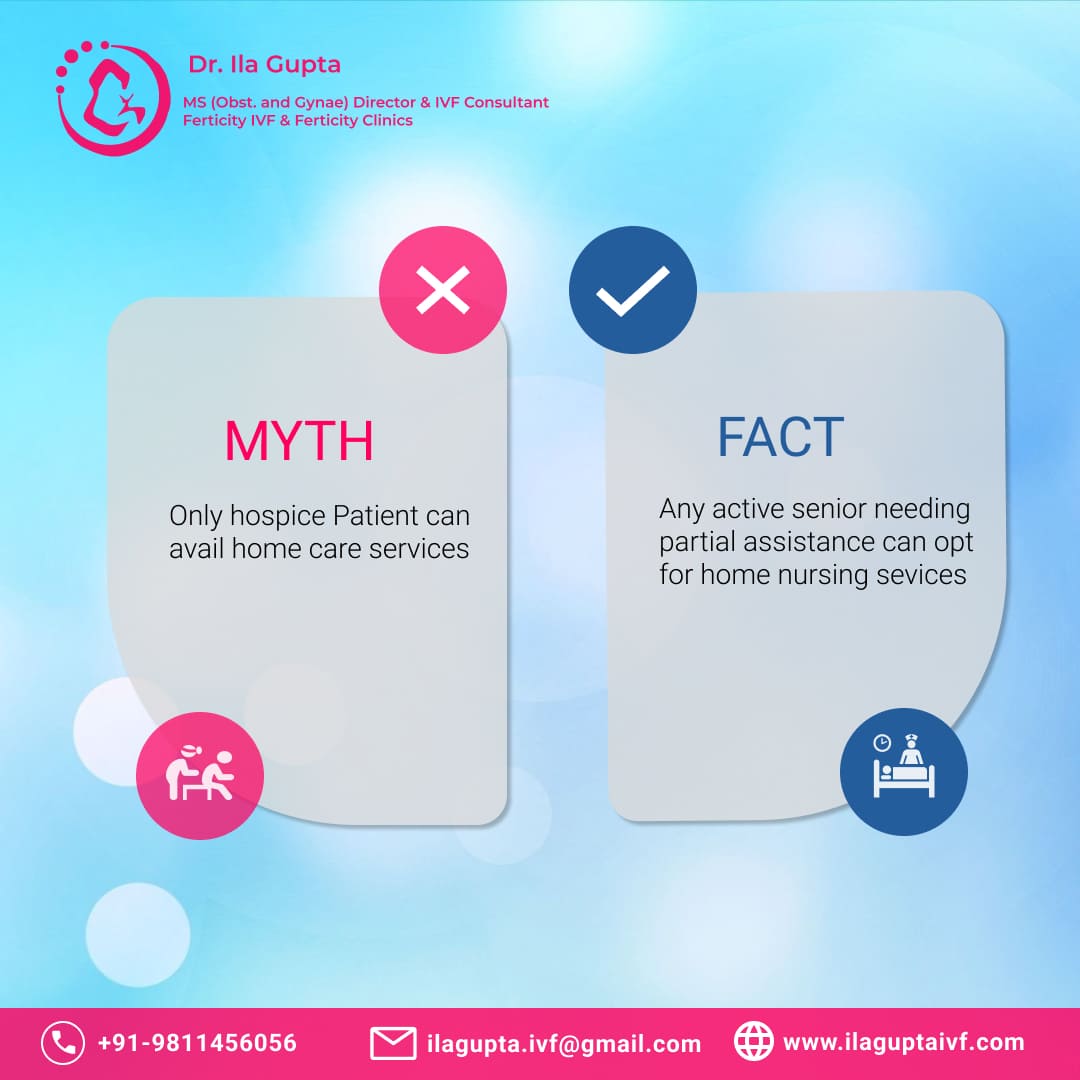 Dr. Ila Gupta
MS (Obst. and Gynae) Director & IVF Consultant
Ferticity IVF & Ferticity Clinics
MYTH
Only hospice Patient can
avail home care services
FACT
Any active senior needing
partial assistance can opt
for home nursing sevices
+91-9811456056
ilagupta.ivf@gmail.com
www.ilaguptaivf.com